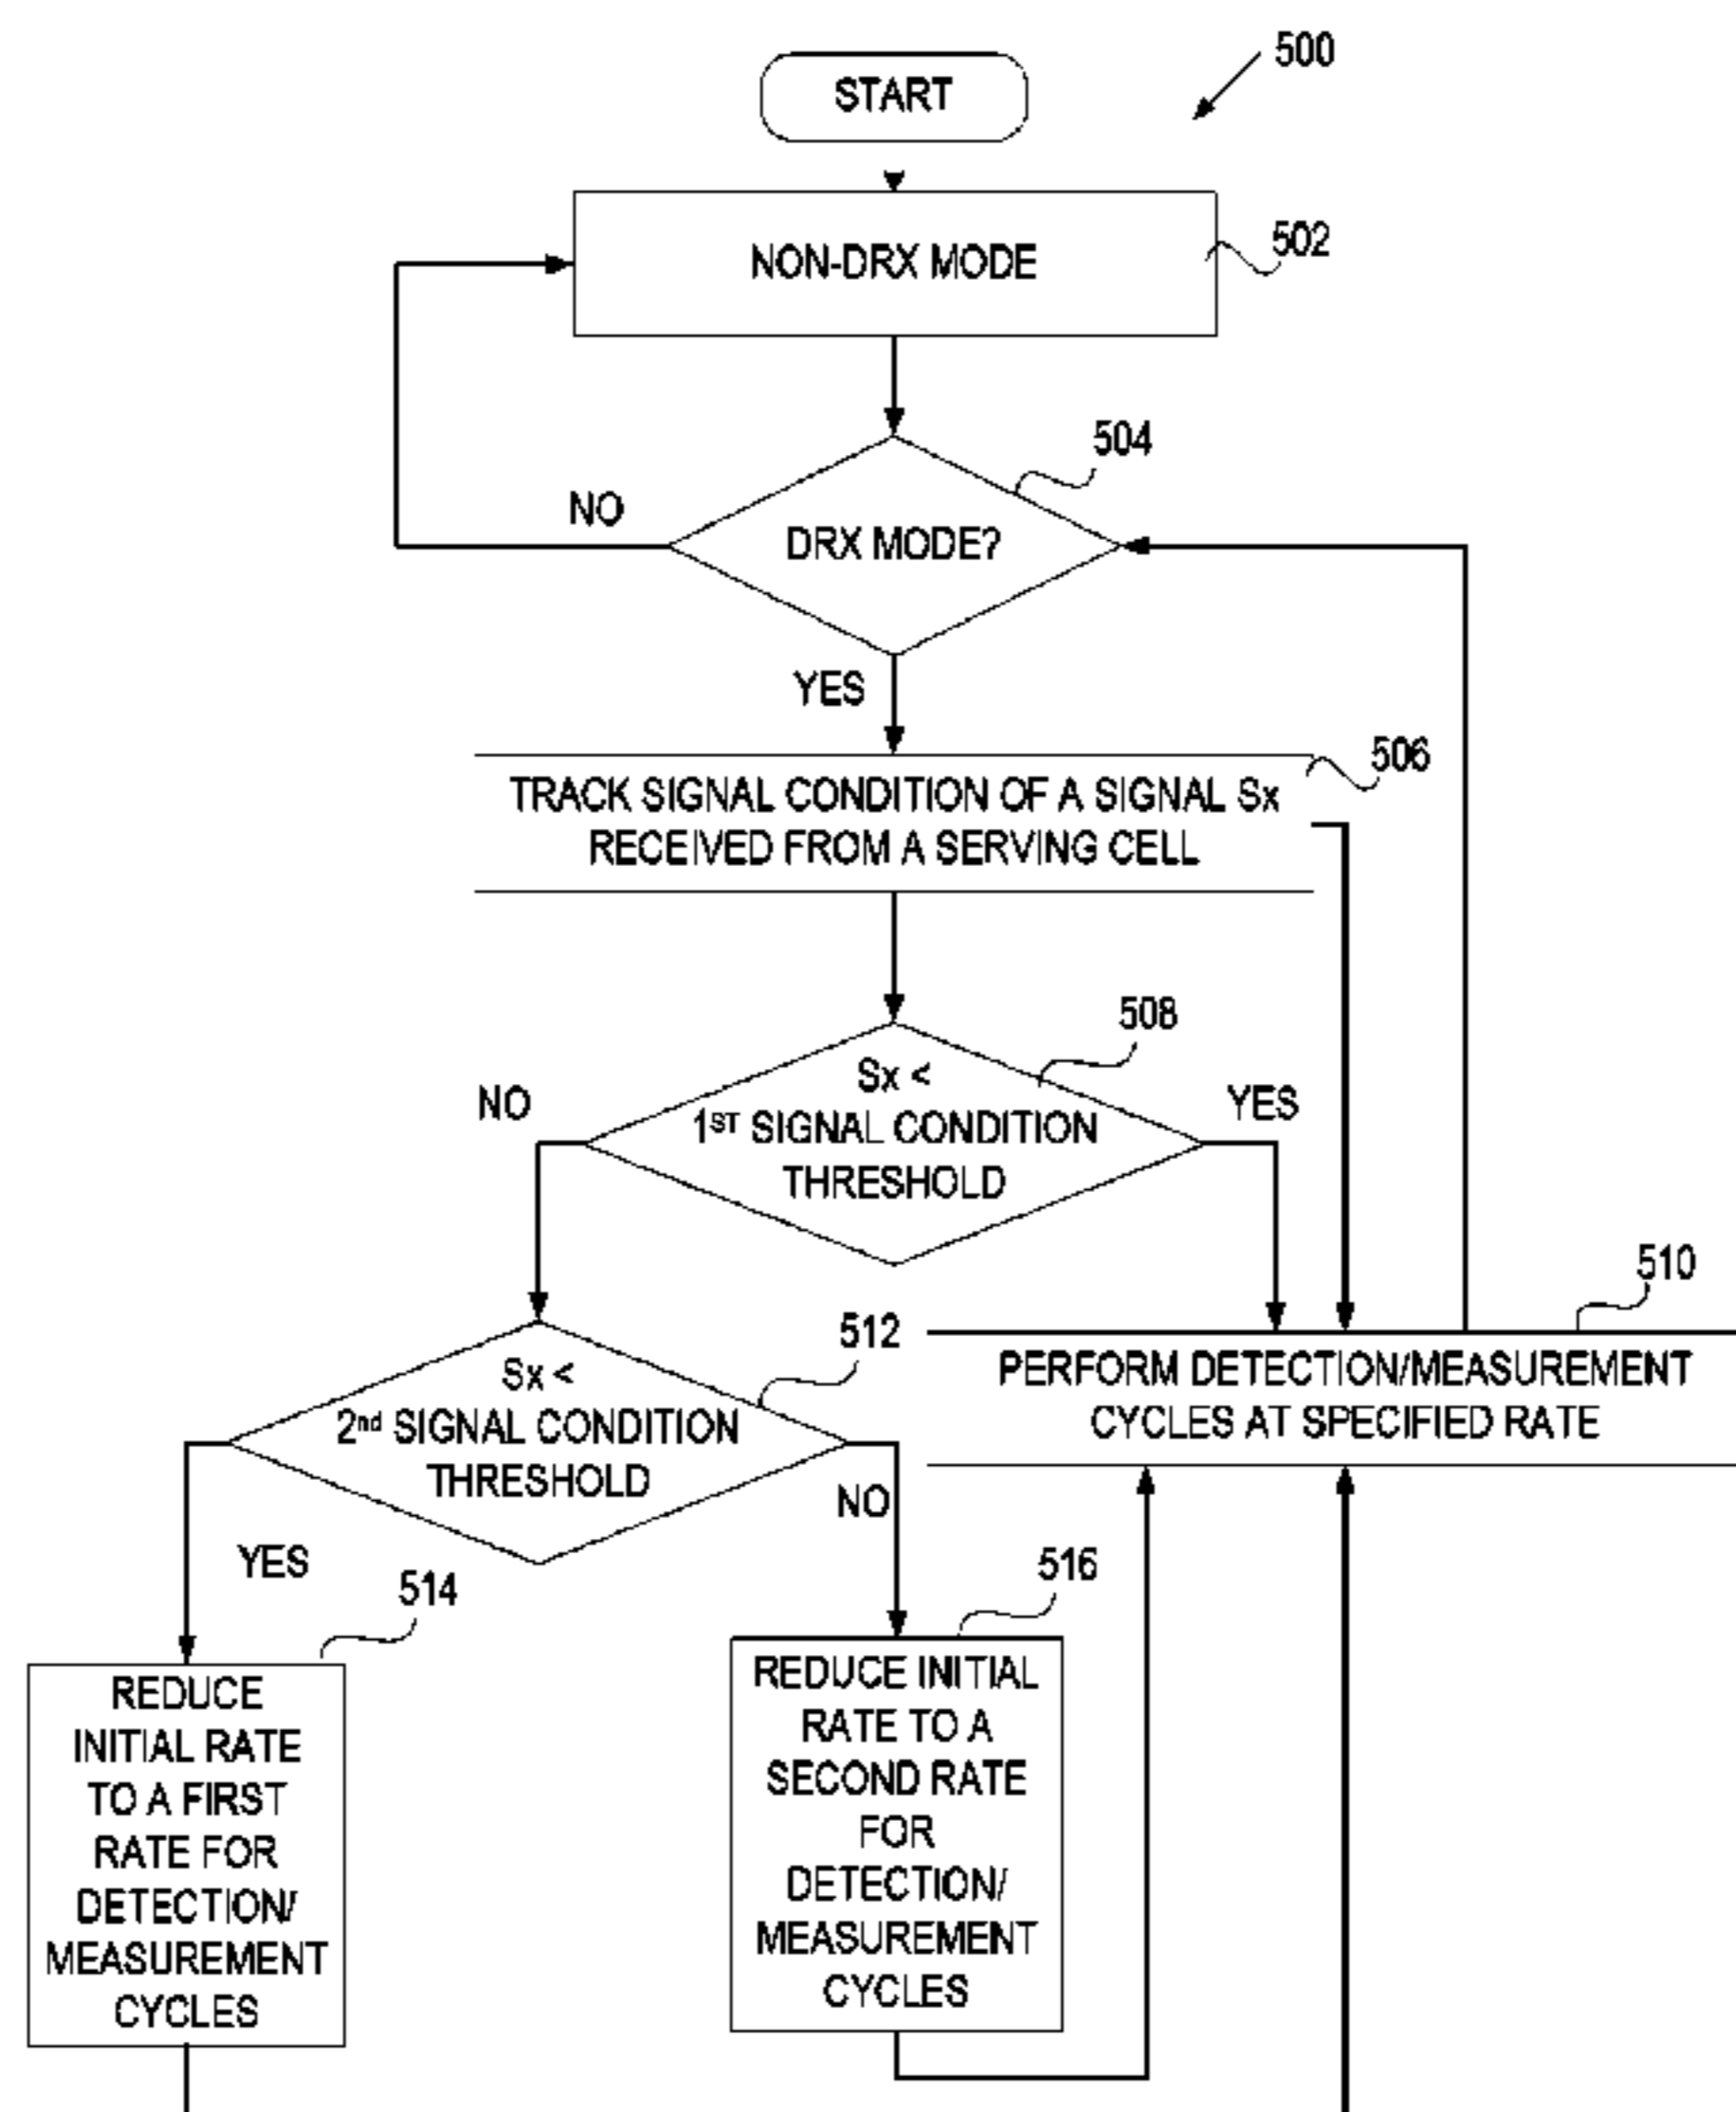 START
500
NON-DRX MODE
502
504
NO
DRX MODE?
YES
506
TRACK SIGNAL CONDITION OF A SIGNAL Sx
RECEIVED FROM A SERVING CELL
508
NO
Sx <
1ST SIGNAL CONDITION
THRESHOLD
YES
510
PERFORM DETECTION/MEASUREMENT
CYCLES AT SPECIFIED RATE
512
Sx <
2nd SIGNAL CONDITION
THRESHOLD
NO
YES
514
516
REDUCE
INITIAL RATE
TO A FIRST
RATE FOR
DETECTION/
MEASUREMENT
CYCLES
REDUCE INITIAL
RATE TO A
SECOND RATE
FOR
DETECTION/
MEASUREMENT
CYCLES